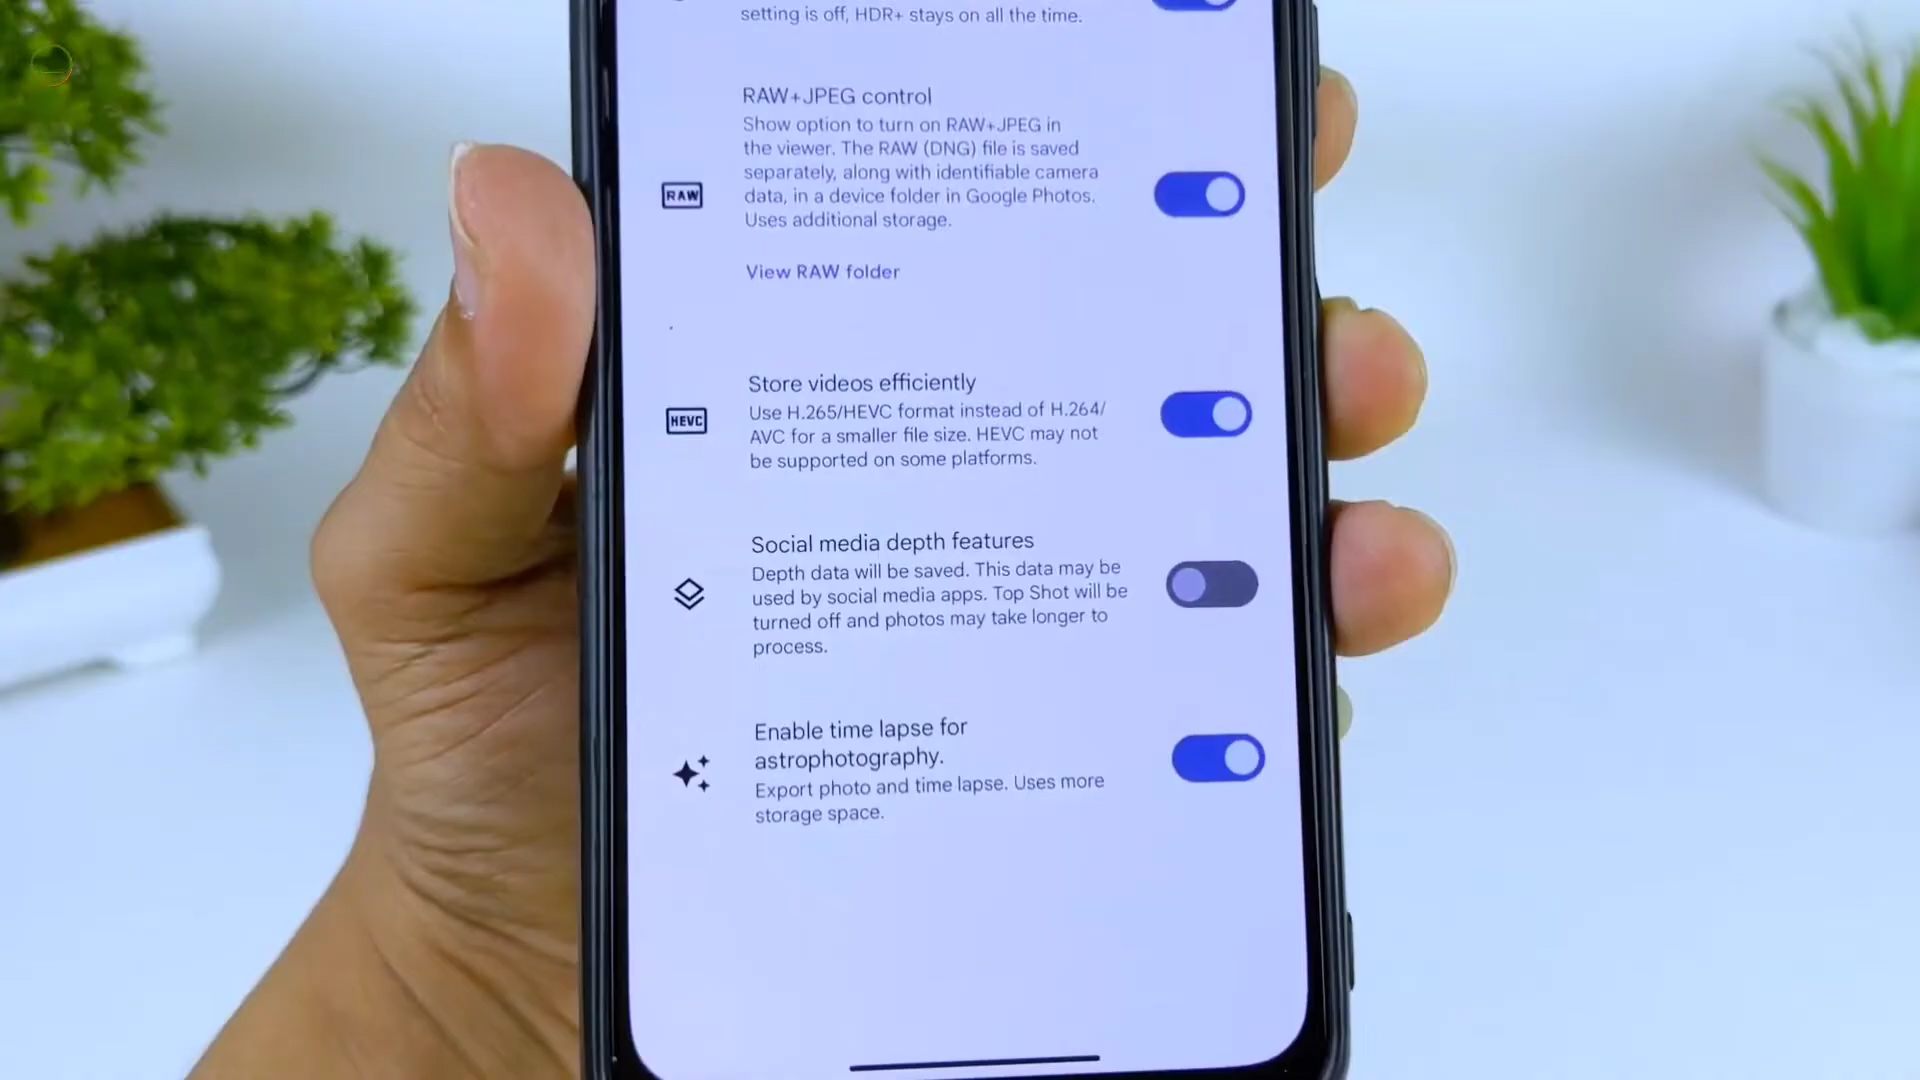 setting is off, HDR+ stays on all the time.
RAW+JPEG control
Show option to turn on RAW+JPEG in
the viewer. The RAW (DNG) file is saved
separately, along with identifiable camera
data, in a device folder in Google Photos.
Uses additional storage.
RAW
View RAW folder
Store videos efficiently
Use H.265/HEVC format instead of H.264/
AVC for a smaller file size. HEVC may not
be supported on some platforms.
HEVC
Social media depth features
Depth data will be saved. This data may be
used by social media apps. Top Shot will be
turned off and photos may take longer to
process.
Enable time lapse for
astrophotography.
Export photo and time lapse. Uses more
storage space.